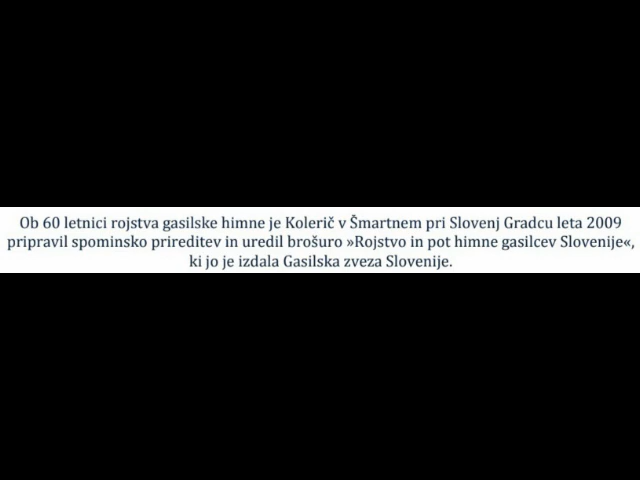 Ob 60 letnici rojstva gasilske himne je Kolerič v Šmartnem pri Slovenj Gradcu leta 2009
pripravil spominsko prireditev in uredil brošuro »Rojstvo in pot himne gasilcev Slovenije«,
ki jo je izdala Gasilska zveza Slovenije.